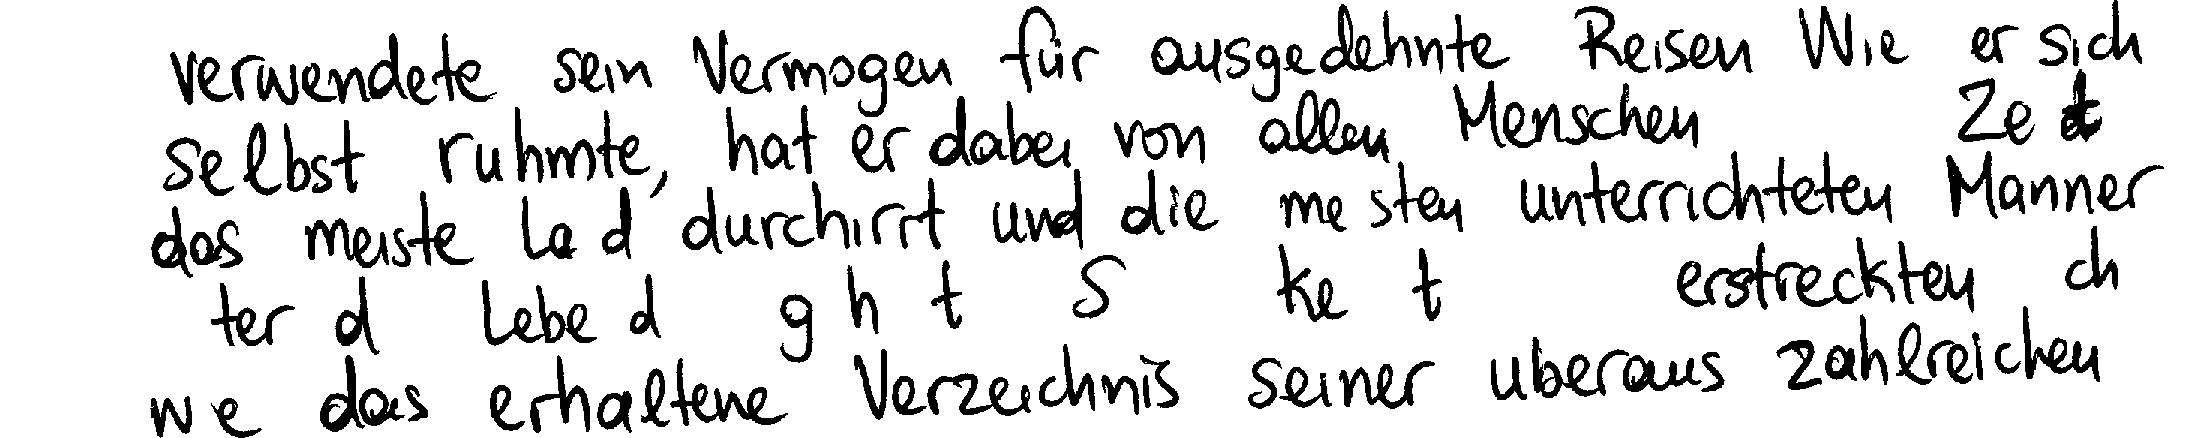 verwendete sein Vermogen für ausgedehnte Reisen Wie er sich
selbst ruhmte, hat er dabei von allen Menschen Ze t
das meiste La d durchirrt und die me sten unterrichteten Manner
ter d Lebe d g h t S ke t erstreckten ch
we das erhaltene Verzeichnis seiner uberaus zahlreichen